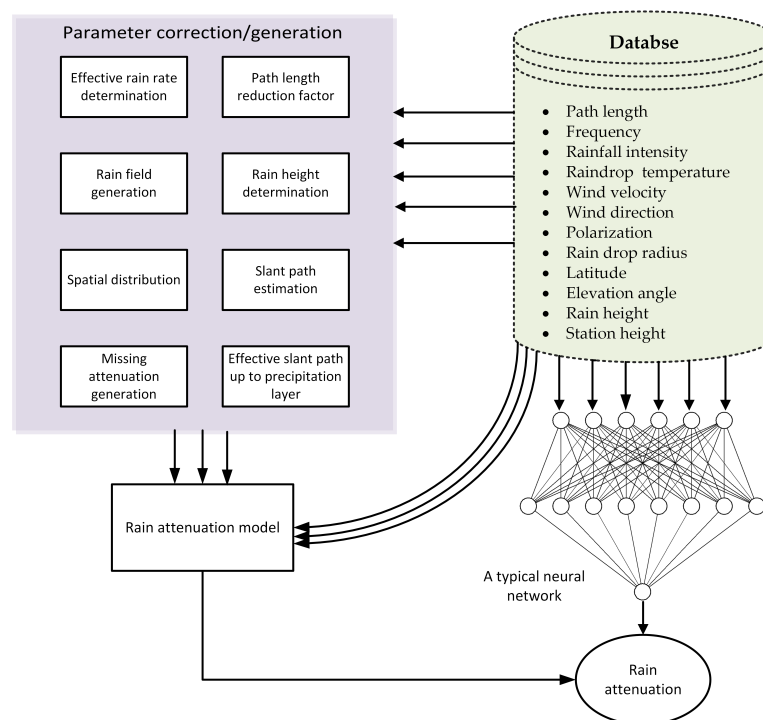 Parameter correction/generation
Effective rain rate
determination
Path length
reduction factor
Rain field
generation
Rain height
determination
Spatial distribution
Slant path
estimation
Missing
attenuation
generation
Effective slant path
up to precipitation
layer
Databse
• Path length
• Frequency
• Rainfall intensity
• Raindrop temperature
• Wind velocity
• Wind direction
• Polarization
• Rain drop radius
• Latitude
• Elevation angle
• Rain height
• Station height
Rain attenuation model
A typical neural
network
Rain
attenuation